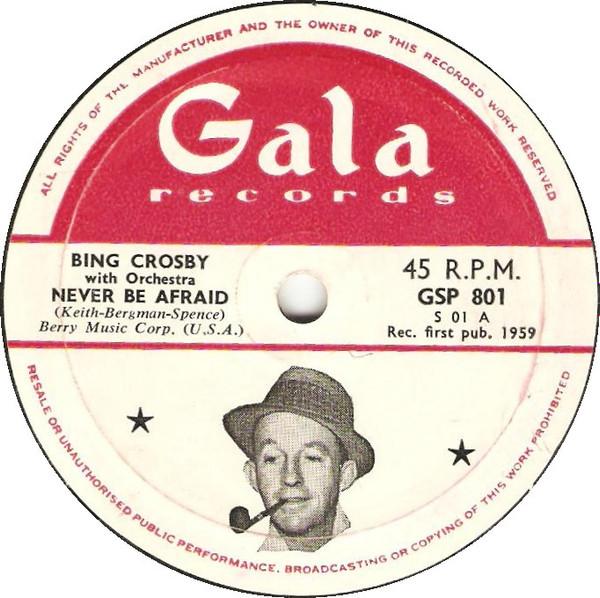 ALL RIGHTS OF THE MANUFACTURER AND THE OWNER OF THIS RECORDED WORK RESERVED
Gala
records
BING CROSBY
with Orchestra
NEVER BE AFRAID
(Keith-Bergman-Spence)
Berry Music Corp. (U.S.A.)
45 R.P.M.
GSP 801
S 01 A
Rec. first pub. 1959
RESALE OR UNAUTHORISED PUBLIC PERFORMANCE, BROADCASTING OR COPYING OF THIS WORK PROHIBITED